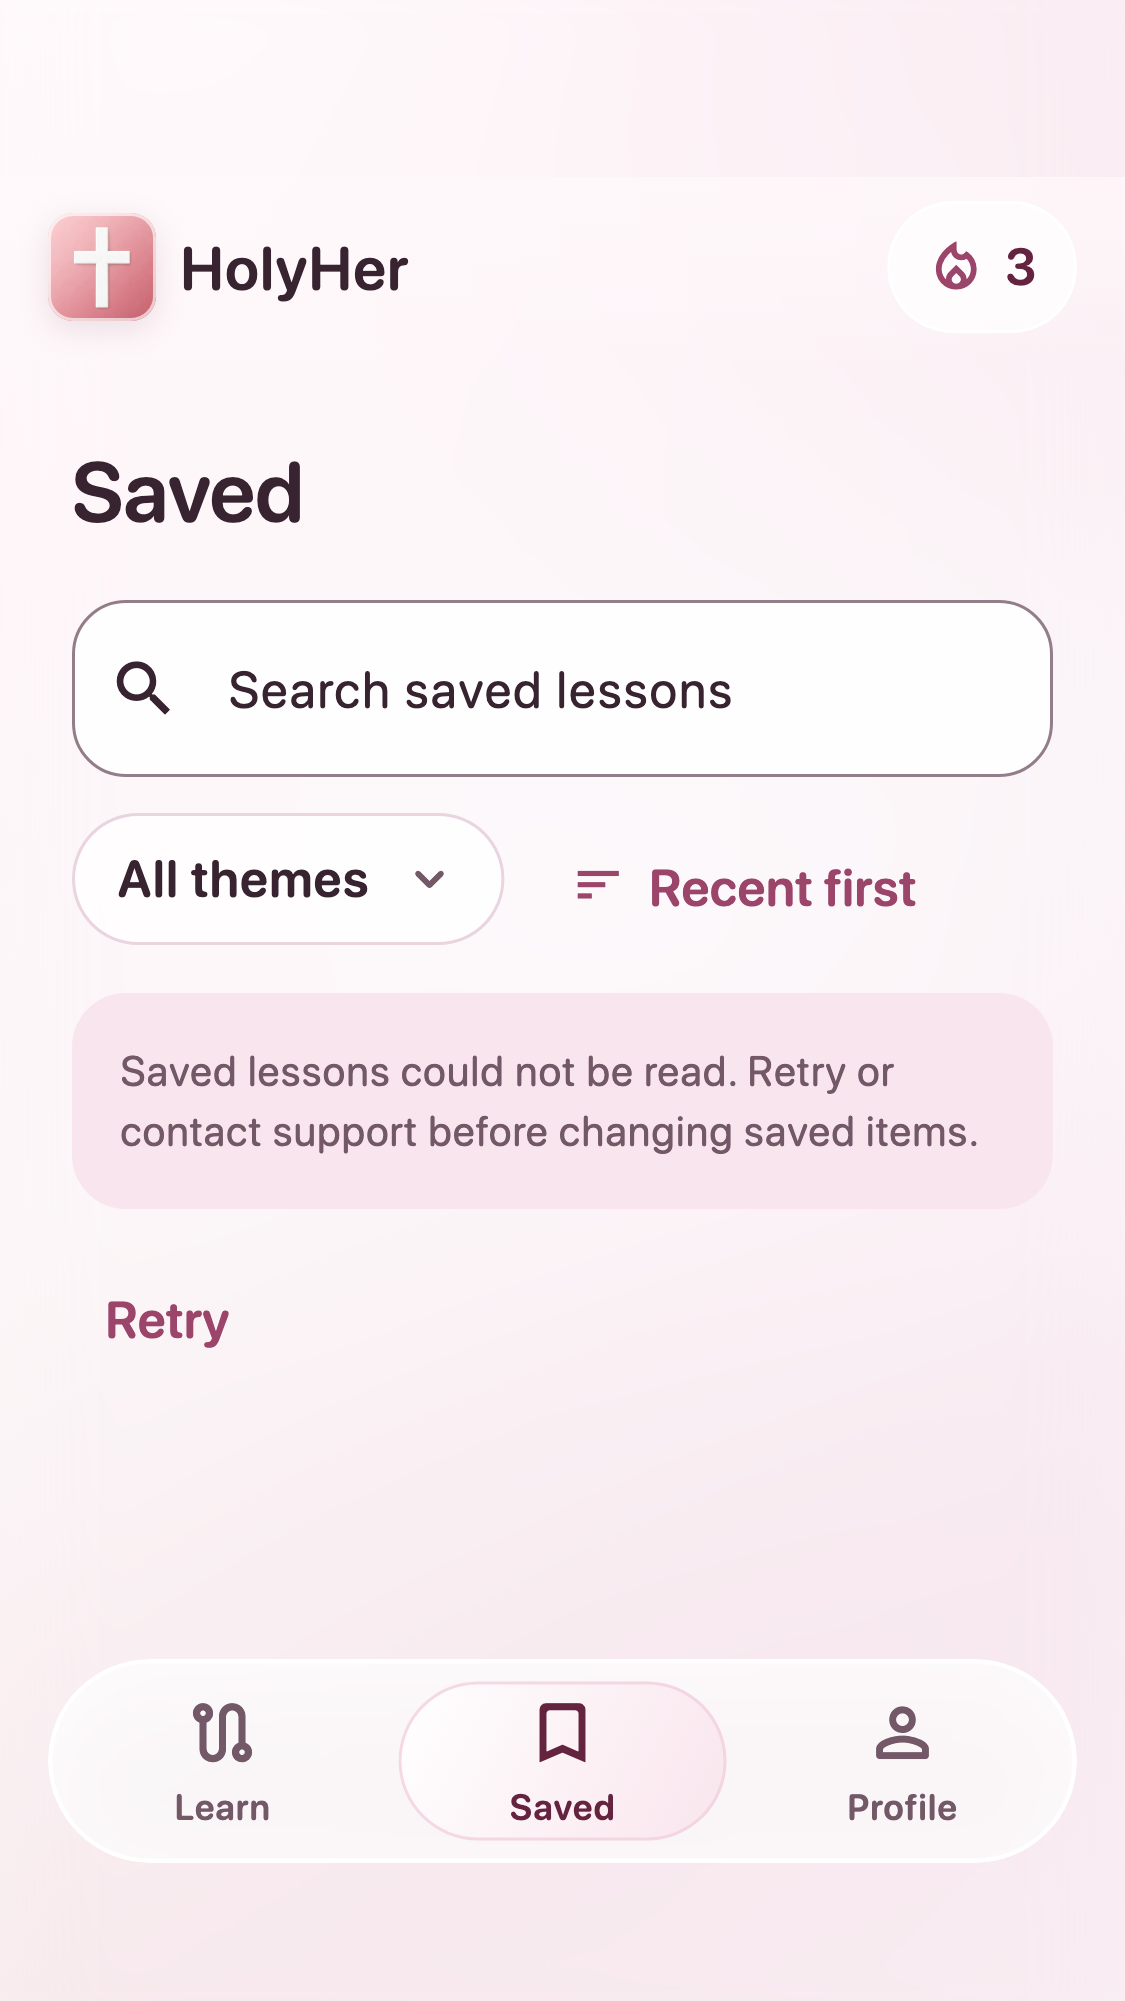 HolyHer
3
Saved
Search saved lessons
All themes
Recent first
Saved lessons could not be read. Retry or
contact support before changing saved items.
Retry
Learn
Saved
Profile